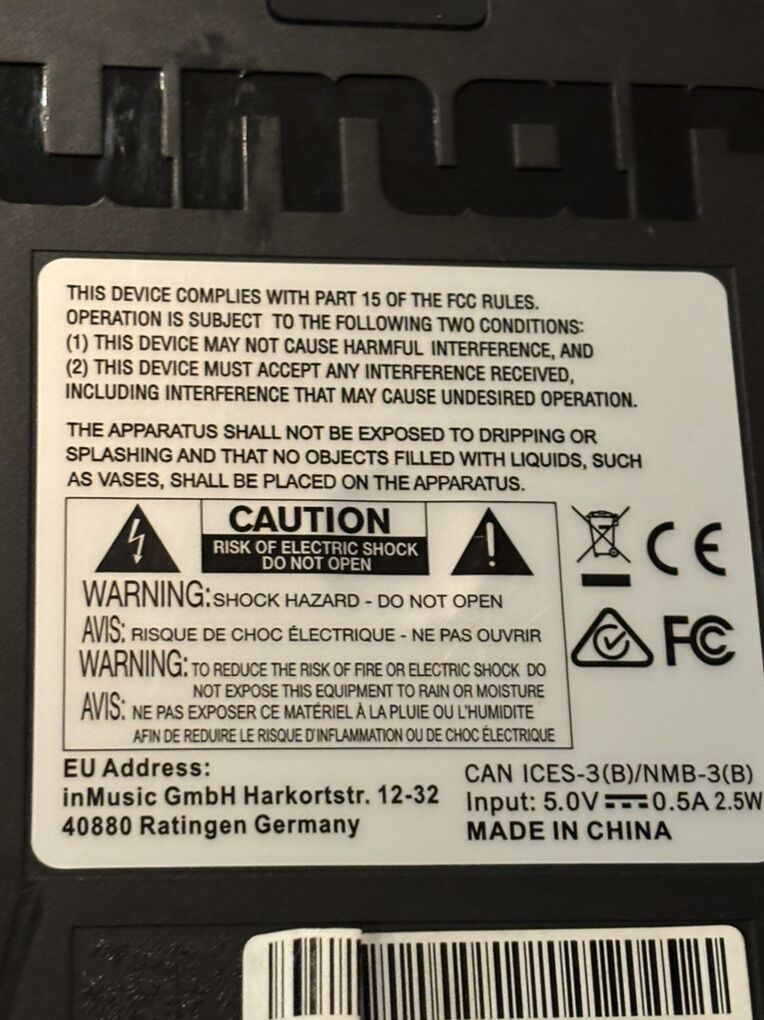 umar
THIS DEVICE COMPLIES WITH PART 15 OF THE FCC RULES.
OPERATION IS SUBJECT TO THE FOLLOWING TWO CONDITIONS:
(1) THIS DEVICE MAY NOT CAUSE HARMFUL INTERFERENCE, AND
(2) THIS DEVICE MUST ACCEPT ANY INTERFERENCE RECEIVED,
INCLUDING INTERFERENCE THAT MAY CAUSE UNDESIRED OPERATION.
THE APPARATUS SHALL NOT BE EXPOSED TO DRIPPING OR
SPLASHING AND THAT NO OBJECTS FILLED WITH LIQUIDS, SUCH
AS VASES, SHALL BE PLACED ON THE APPARATUS.
CAUTION
RISK OF ELECTRIC SHOCK
DO NOT OPEN
WARNING: SHOCK HAZARD - DO NOT OPEN
AVIS: RISQUE DE CHOC ÉLECTRIQUE - NE PAS OUVRIR
WARNING: TO REDUCE THE RISK OF FIRE OR ELECTRIC SHOCK DO
NOT EXPOSE THIS EQUIPMENT TO RAIN OR MOISTURE
AVIS: NE PAS EXPOSER CE MATÉRIEL À LA PLUIE OU L'HUMIDITE
AFIN DE REDUIRE LE RISQUE D'INFLAMMATION OU DE CHOC ÉLECTRIQUE
CE
FC
EU Address:
inMusic GmbH Harkortstr. 12-32
40880 Ratingen Germany
CAN ICES-3(B)/NMB-3(B)
Input: 5.0V ⎓ 0.5A 2.5W
MADE IN CHINA